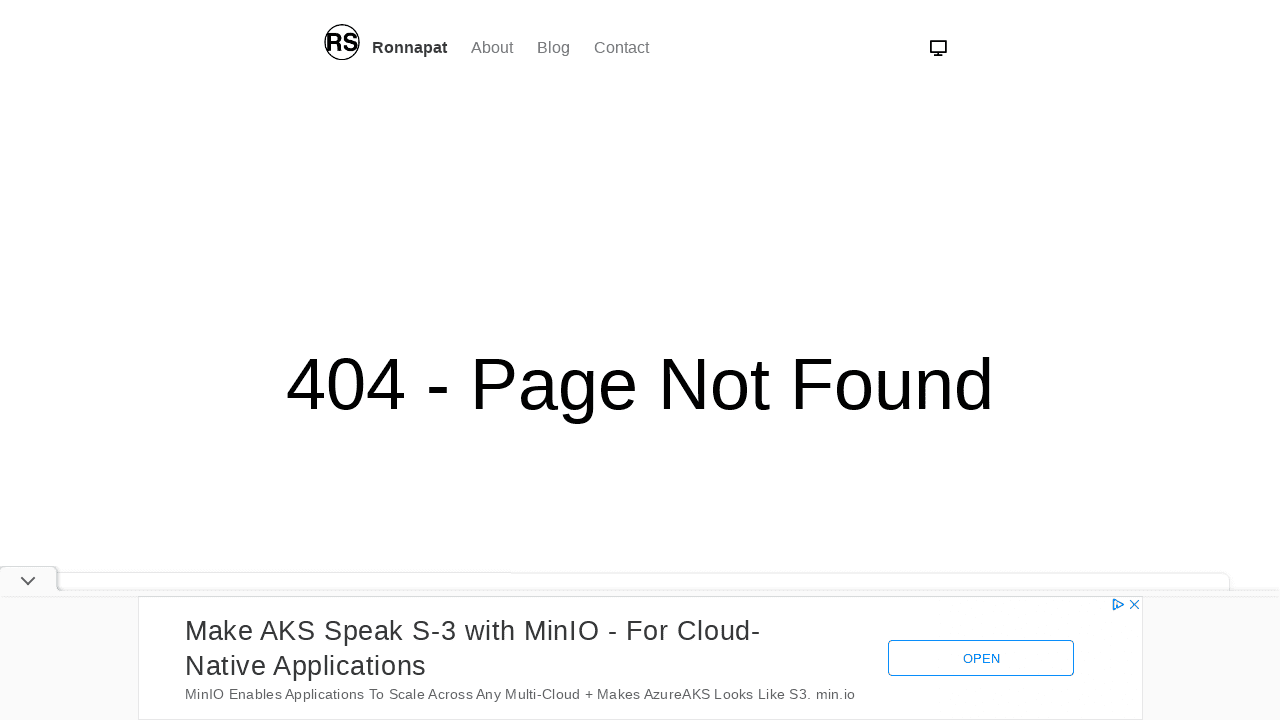 RS
Ronnapat About Blog Contact
404 - Page Not Found
Make AKS Speak S-3 with MinIO - For Cloud-
Native Applications
MinIO Enables Applications To Scale Across Any Multi-Cloud + Makes AzureAKS Looks Like S3. min.io
OPEN